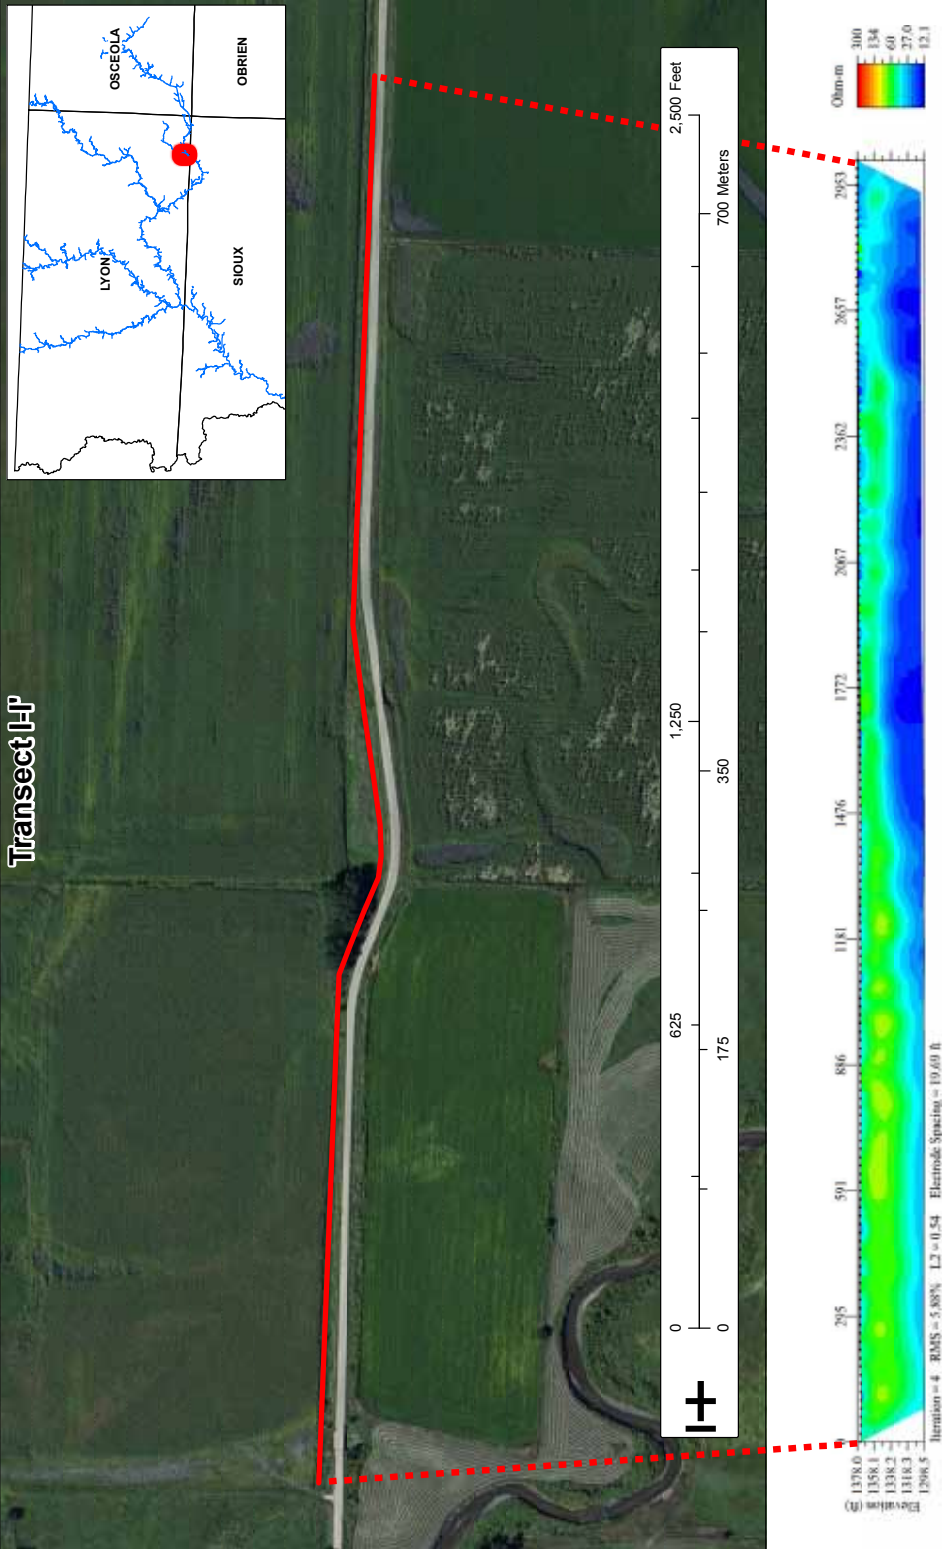 Transect I-I'
OSCEOLA
OBRIEN
LYON
SIOUX
0 625 1,250 2,500 Feet
0 175 350 700 Meters
Ohm-m
300
134
60
27.0
12.1
0 295 591 886 1181 1476 1772 2067 2362 2657 2953
Elevation (ft)
1378.0
1358.1
1338.2
1318.3
1298.5
Iteration = 4 RMS = 5.88% L2 = 0.54 Electrode Spacing = 19.69 ft